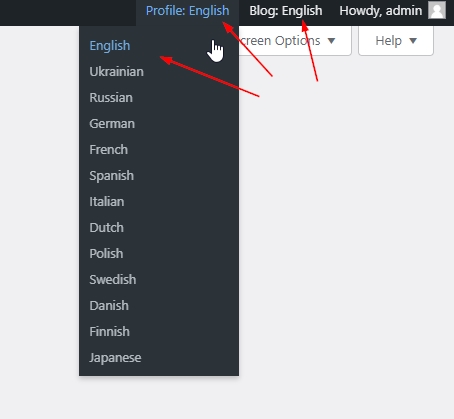 Profile: English Blog: English Howdy, admin
English
creen Options ▼ Help ▼
Ukrainian
Russian
German
French
Spanish
Italian
Dutch
Polish
Swedish
Danish
Finnish
Japanese